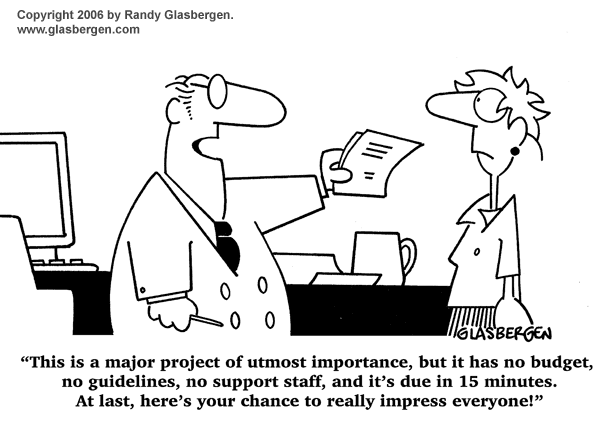 Copyright 2006 by Randy Glasbergen.
www.glasbergen.com
GLASBERGEN
“This is a major project of utmost importance, but it has no budget,
no guidelines, no support staff, and it’s due in 15 minutes.
At last, here’s your chance to really impress everyone!”